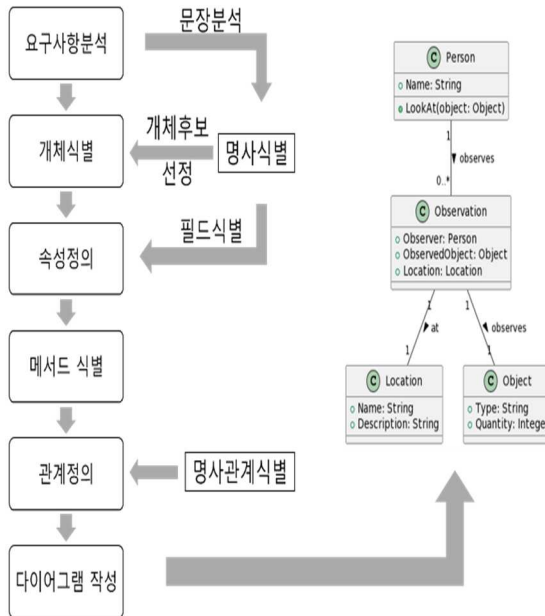 요구사항분석
문장분석
개체식별
개체후보
선정
명사식별
속성정의
필드식별
메서드 식별
관계정의
명사관계식별
다이어그램 작성
C Person
Name: String
LookAt(object: Object)
1
observes
0..*
C Observation
Observer: Person
ObservedObject: Object
Location: Location
1
1
at
observes
1
1
C Location
Name: String
Description: String
C Object
Type: String
Quantity: Intege